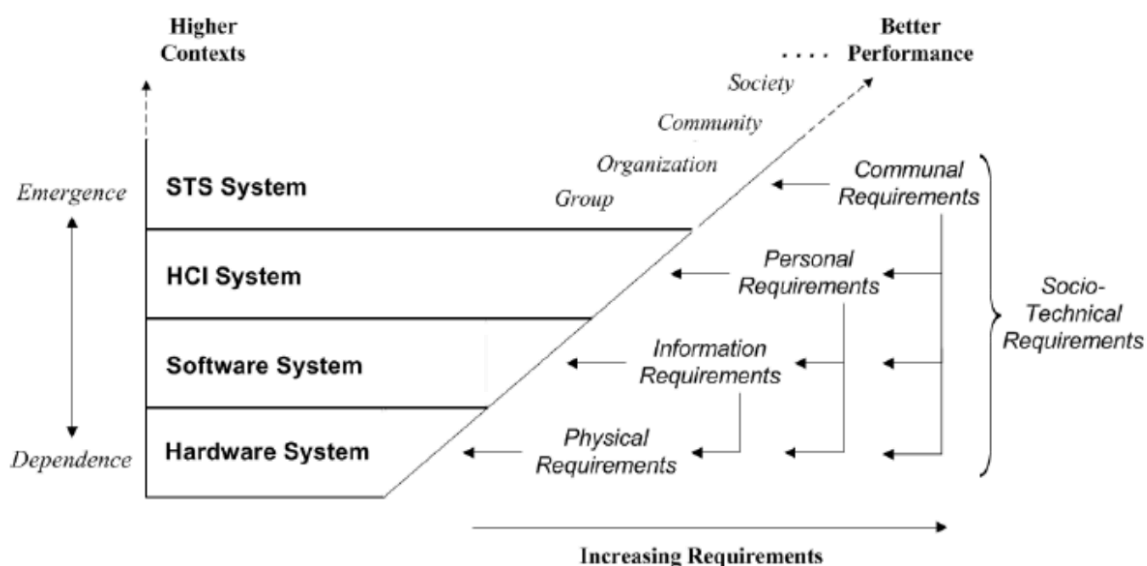 Higher
Contexts
Better
Performance
. . . .
Society
Community
Organization
Group
Emergence
STS System
Communal
Requirements
HCI System
Personal
Requirements
Socio-
Technical
Requirements
Software System
Information
Requirements
Dependence
Hardware System
Physical
Requirements
Increasing Requirements